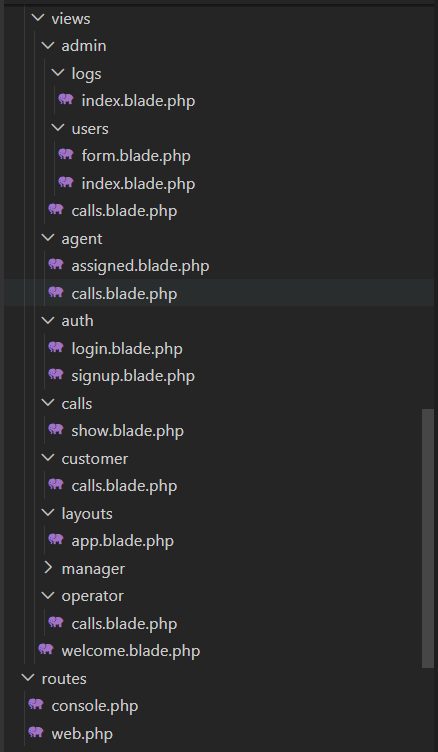 views
admin
logs
index.blade.php
users
form.blade.php
index.blade.php
calls.blade.php
agent
assigned.blade.php
calls.blade.php
auth
login.blade.php
signup.blade.php
calls
show.blade.php
customer
calls.blade.php
layouts
app.blade.php
manager
operator
calls.blade.php
welcome.blade.php
routes
console.php
web.php